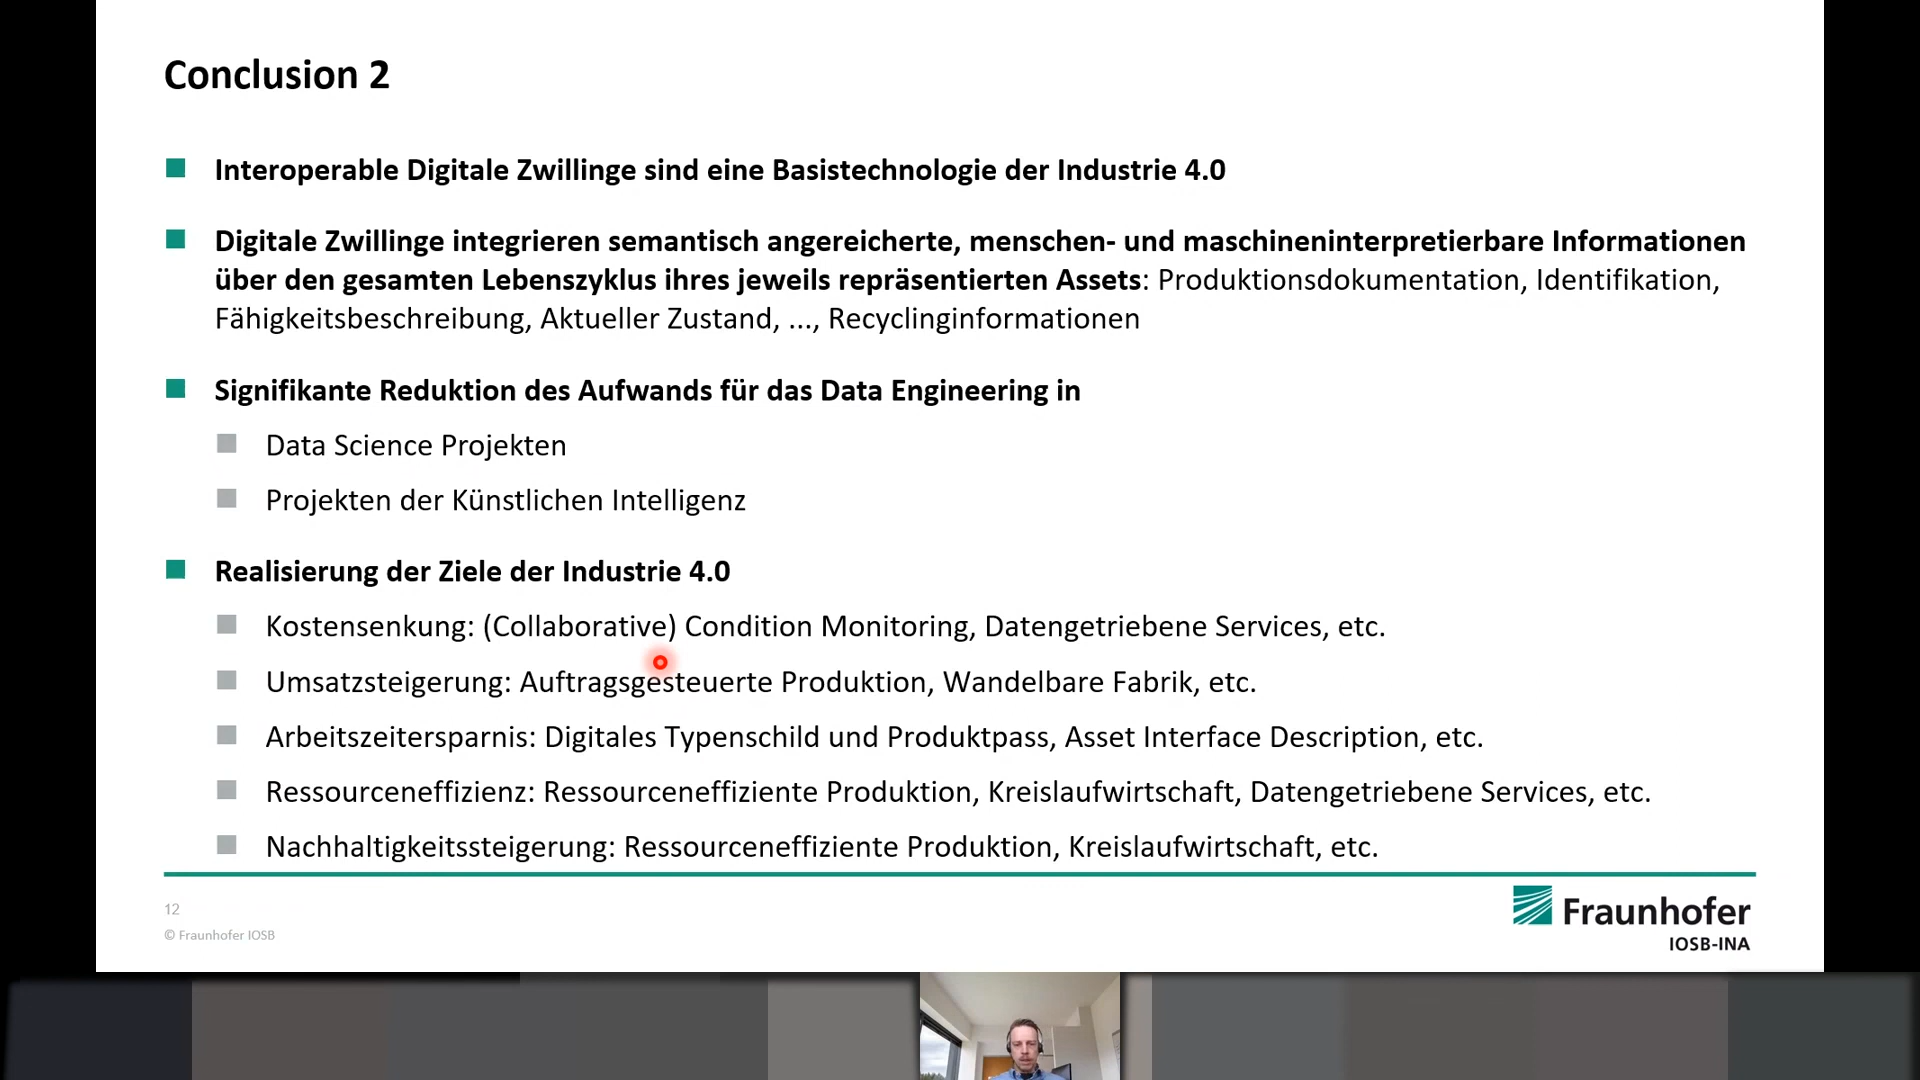 Conclusion 2
Interoperable Digitale Zwillinge sind eine Basistechnologie der Industrie 4.0
Digitale Zwillinge integrieren semantisch angereicherte, menschen- und maschineninterpretierbare Informationen
über den gesamten Lebenszyklus ihres jeweils repräsentierten Assets: Produktionsdokumentation, Identifikation,
Fähigkeitsbeschreibung, Aktueller Zustand, ..., Recyclinginformationen
Signifikante Reduktion des Aufwands für das Data Engineering in
Data Science Projekten
Projekten der Künstlichen Intelligenz
Realisierung der Ziele der Industrie 4.0
Kostensenkung: (Collaborative) Condition Monitoring, Datengetriebene Services, etc.
Umsatzsteigerung: Auftragsgesteuerte Produktion, Wandelbare Fabrik, etc.
Arbeitszeitersparnis: Digitales Typenschild und Produktpass, Asset Interface Description, etc.
Ressourceneffizienz: Ressourceneffiziente Produktion, Kreislaufwirtschaft, Datengetriebene Services, etc.
Nachhaltigkeitssteigerung: Ressourceneffiziente Produktion, Kreislaufwirtschaft, etc.
12
© Fraunhofer IOSB
Fraunhofer
IOSB-INA